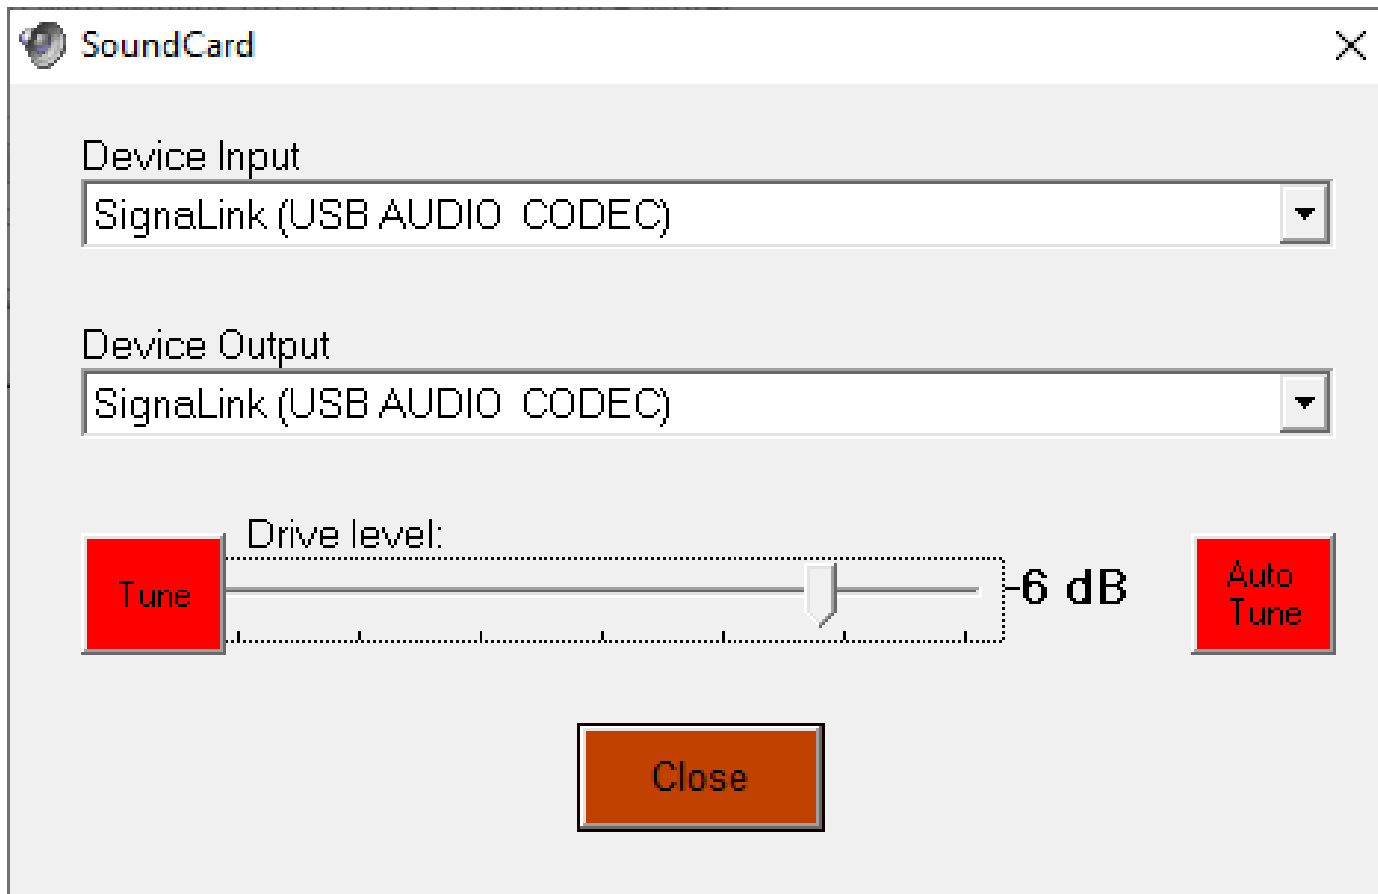 SoundCard
Device Input
SignaLink (USB AUDIO  CODEC)
Device Output
SignaLink (USB AUDIO  CODEC)
Drive level:
Tune
-6 dB
Auto
Tune
Close